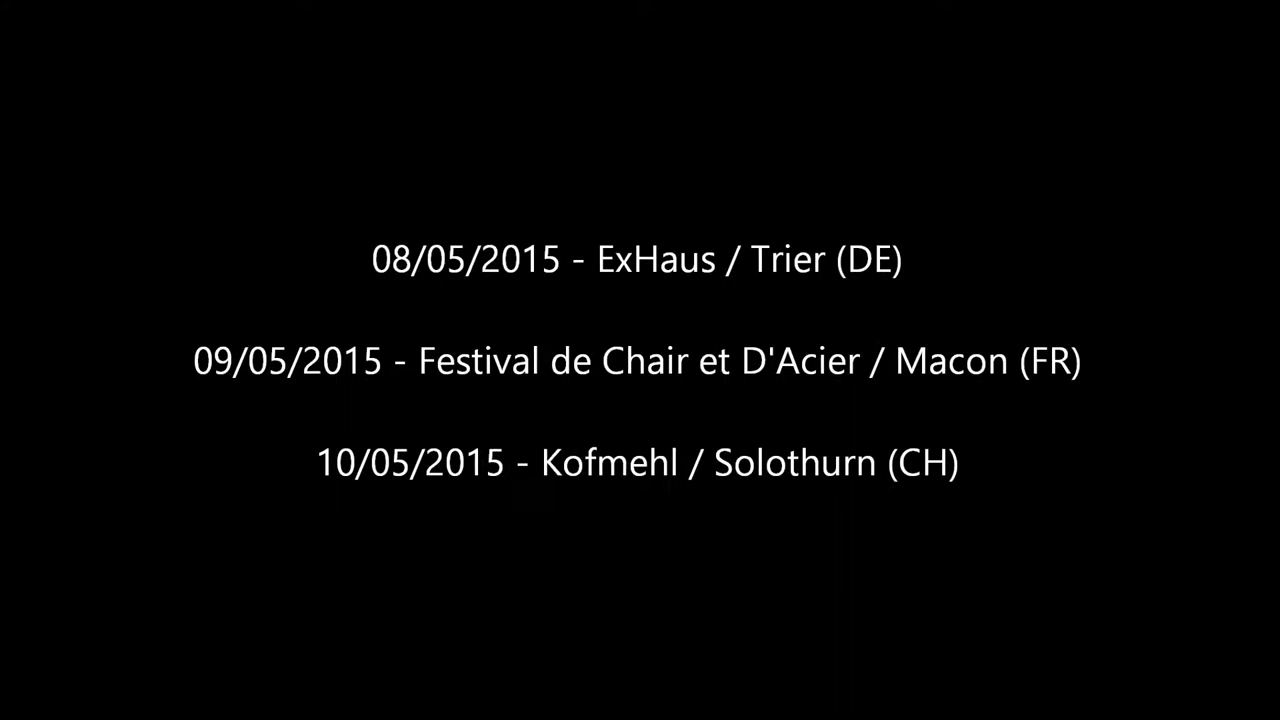 08/05/2015 - ExHaus / Trier (DE)
09/05/2015 - Festival de Chair et D'Acier / Macon (FR)
10/05/2015 - Kofmehl / Solothurn (CH)